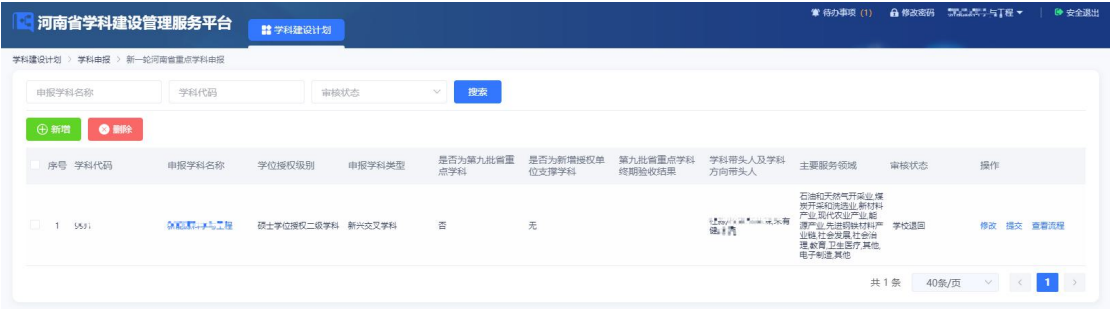 河南省学科建设管理服务平台
学科建设计划
待办事项 (1)
修改密码
与工程
安全退出
学科建设计划 > 学科申报 > 新一轮河南省重点学科申报
申报学科名称
学科代码
审核状态
搜索
新增
删除
序号 学科代码 申报学科名称 学位授权级别 申报学科类型
是否为第九批省重
点学科
是否为新增授权单
位支撑学科
第九批省重点学科
终期验收结果
学科带头人及学科
方向带头人
主要服务领域 审核状态 操作
1
与工程
硕士学位授权二级学科 新兴交叉学科 否 无
石油和天然气开采业,煤
炭开采和洗选业,新材料
产业,现代农业产业,能
源产业,先进钢铁材料产
业链,社会发展,社会治
理,教育,卫生医疗,其他,
电子制造,其他
学校退回
修改 提交 查看流程
共 1 条 40条/页 < 1 >